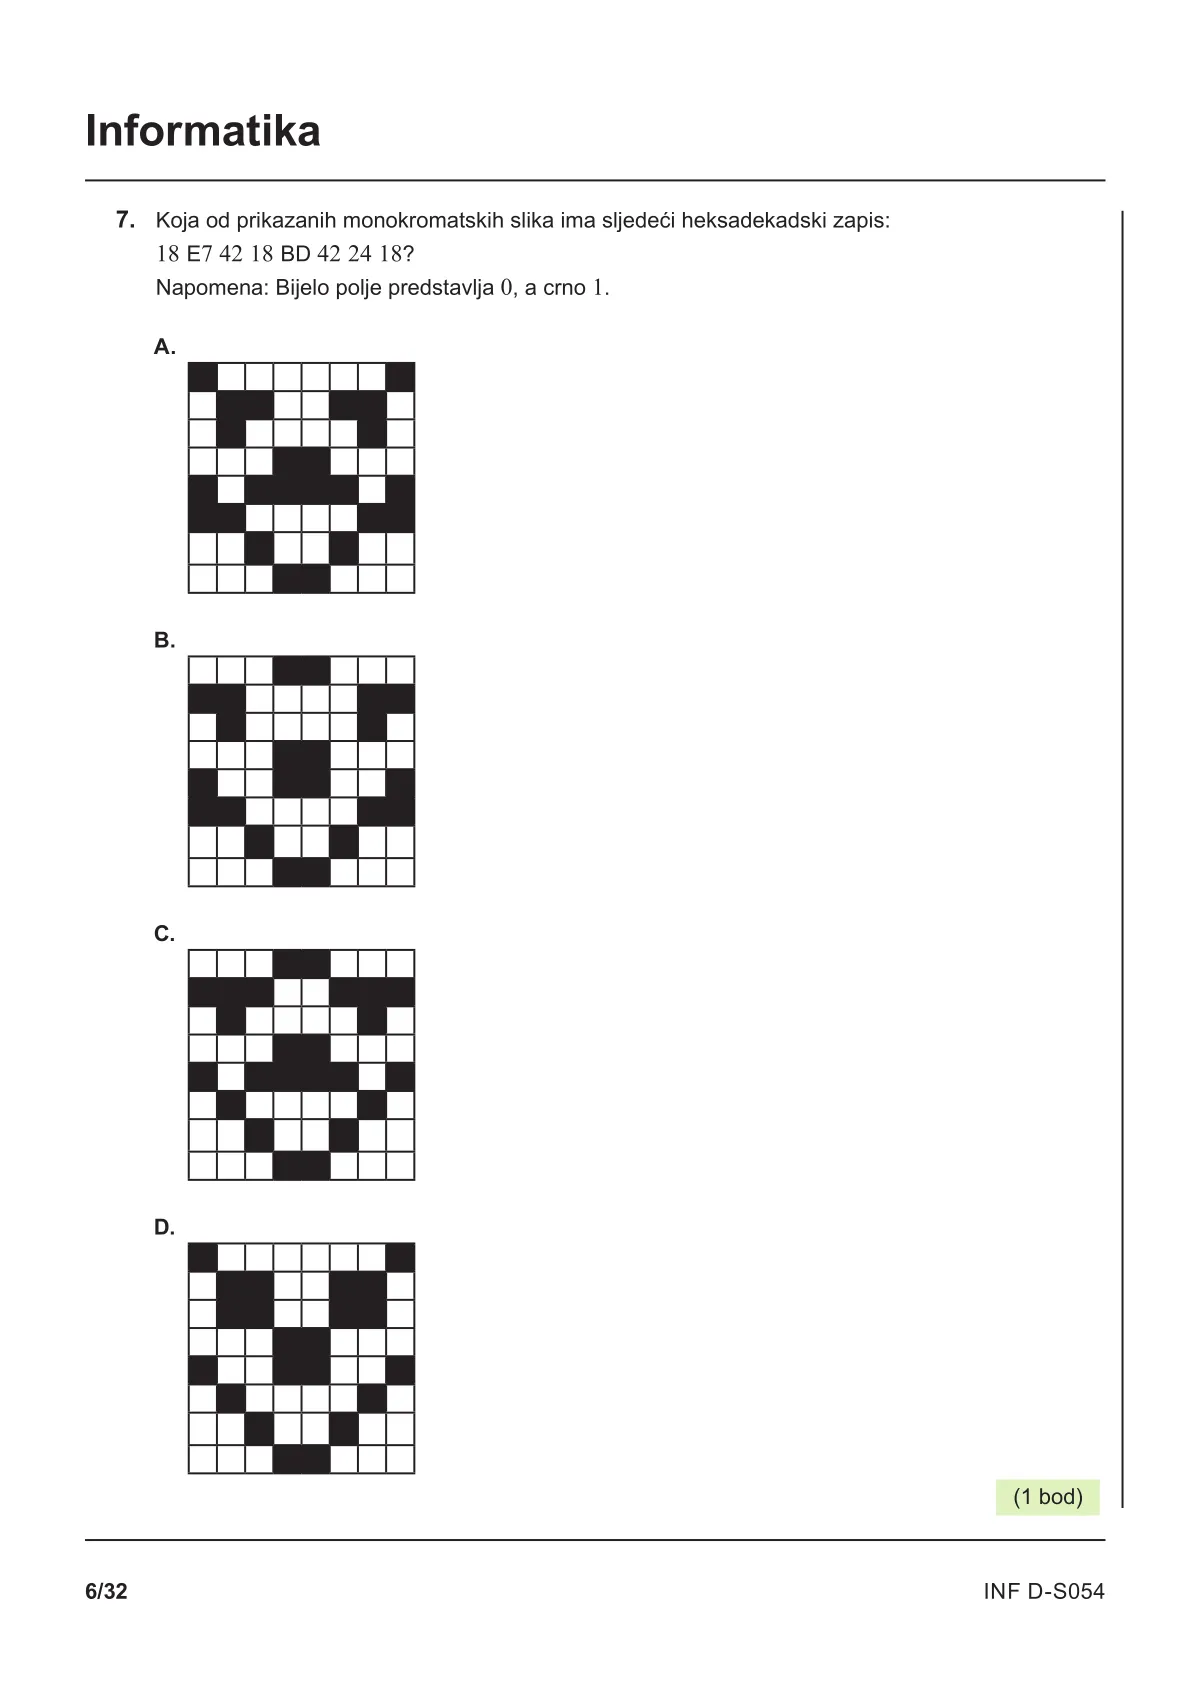 Informatika
7. Koja od prikazanih monokromatskih slika ima sljedeći heksadekadski zapis:
18 E7 42 18 BD 42 24 18?
Napomena: Bijelo polje predstavlja 0, a crno 1.
A.
B.
C.
D.
(1 bod)
6/32
INF D-S054